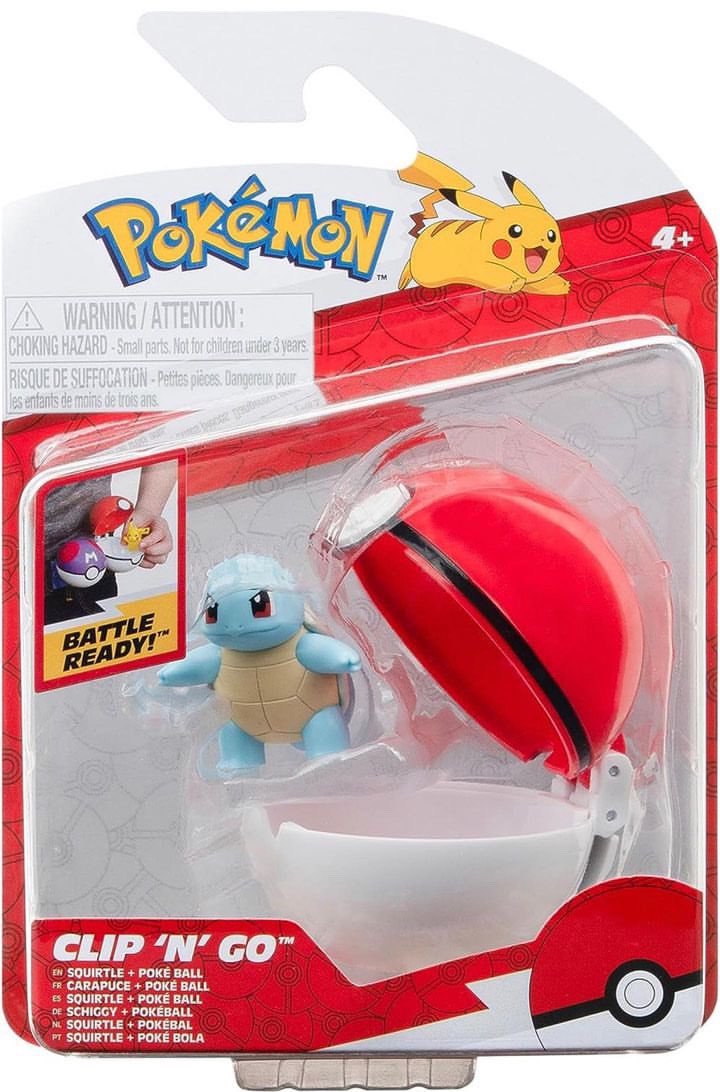 POKéMON™
4+
WARNING / ATTENTION :
CHOKING HAZARD - Small parts. Not for children under 3 years.
RISQUE DE SUFFOCATION - Petites pièces. Dangereux pour
les enfants de moins de trois ans.
M
BATTLE
READY!™
CLIP 'N' GO™
EN SQUIRTLE + POKÉ BALL
FR CARAPUCE + POKÉ BALL
ES SQUIRTLE + POKÉ BALL
DE SCHIGGY + POKÉBALL
NL SQUIRTLE + POKÉBAL
PT SQUIRTLE + POKÉ BOLA